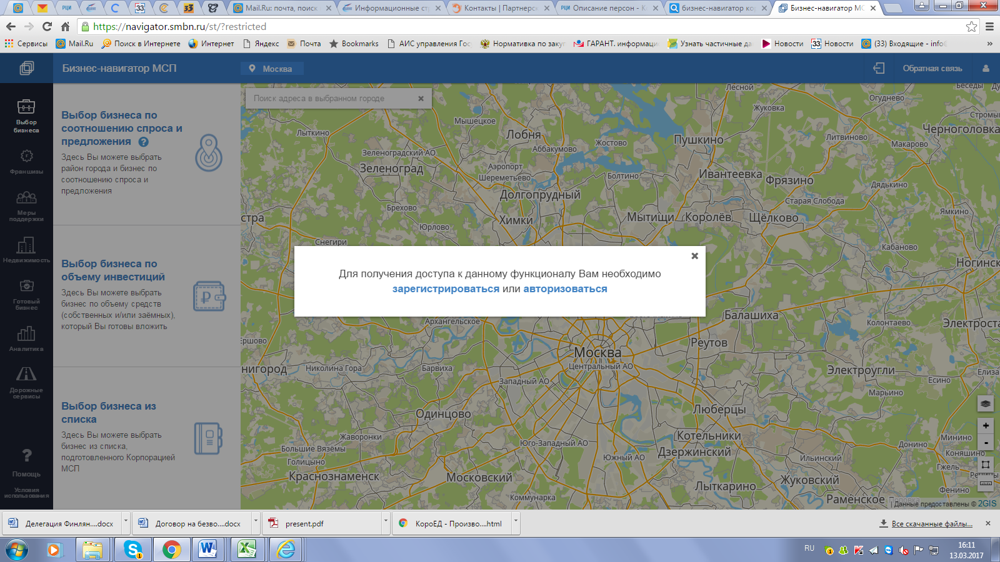 РЦИ
33
33
Mail.Ru: почта, поиск
Информационные ст
Контакты | Партнерс
РЦИ Описание персон - К
бизнес-навигатор ко
Бизнес-навигатор МС
https://navigator.smbn.ru/st/?restricted
Сервисы
Mail.Ru
Поиск в Интернете
Интернет
Яндекс
Почта
Bookmarks
АИС управления Гос
Нормативка по закуп
ГАРАНТ. информаци
Узнать частичные да
Новости
33 Новости
(33) Входящие - info@
»
Бизнес-навигатор МСП
Москва
Обратная связь
Выбор
бизнеса
Франшизы
Меры
поддержки
Недвижимость
Готовый
бизнес
Аналитика
Дорожные
сервисы
?
Помощь
Условия
использования
Выбор бизнеса по
соотношению спроса и
предложения ?
Здесь Вы можете выбрать
район города и бизнес по
соотношению спроса и
предложения
Выбор бизнеса по
объему инвестиций
Здесь Вы можете выбрать
бизнес по объему средств
(собственных и/или заёмных),
который Вы готовы вложить
Выбор бизнеса из
списка
Здесь Вы можете выбрать
бизнес из списка,
подготовленного Корпорацией
МСП
Поиск адреса в выбранном городе
Лесной
Беседы
Огуднево
Жуковка
Мышецкое
Стромын
Лыткино
Лобня
Пушкино
Литвиново
Черноголовка
Жостово
Макарово
Аббакумово
Зеленоградский АО
Зеленоград
Аэропорт
Шереметьево
Болтино
Ивантеевка
Фрязино
Дядькино
Долгопрудный
Старая Слобода
Брехово
Ямкино
стра
Химки
Мытищи
Королёв
Щёлково
Юрлово
Снегири
Кабаново
Ногинск
Для получения доступа к данному функционалу Вам необходимо
зарегистрироваться или авторизоваться
Балашиха
Архангельское
Колонтаево
Электроста
Ершово
Реутов
Москва
Центральный АО
нигород
Николина Гора
Барвиха
Электроугли
Елиза
Западный АО
Есино
Марьино
Одинцово
Люберцы
Жаворонки
Котельники
Минино
Юго-Западный АО
Донино
Большие Вязёмы
Дзержинский
Коняшино
Голицыно
Южный АО
Ильинский
Гжель
Краснознаменск
Московский
Лыткарино
Жуковский
Фенино
Коммунарка
Раменское
+
-
Данные предоставлены © 2GIS
Делегация Финлян....docx
Договор на безво....docx
present.pdf
КороЕД - Произво....html
Все скачанные файлы...
RU
16:11
13.03.2017